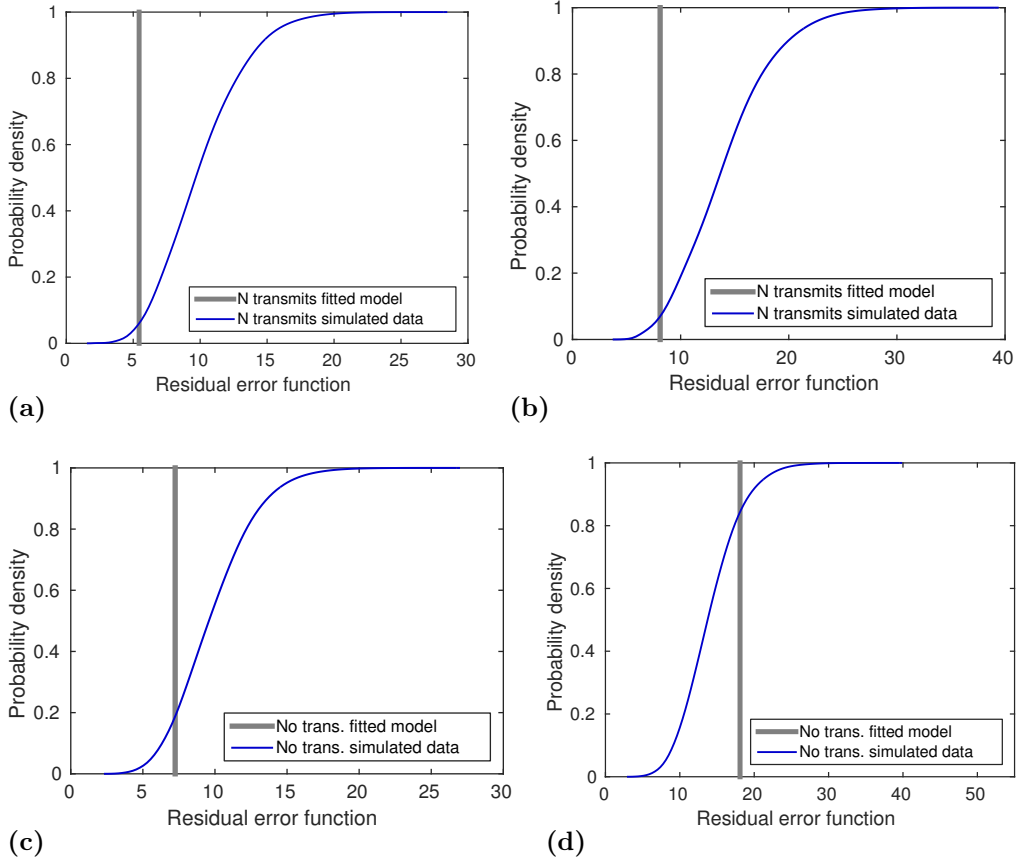 1
0.8
0.6
0.4
0.2
0
Probability density
N transmits fitted model
N transmits simulated data
0 5 10 15 20 25 30
Residual error function
(a)
1
0.8
0.6
0.4
0.2
0
Probability density
N transmits fitted model
N transmits simulated data
0 10 20 30 40
Residual error function
(b)
1
0.8
0.6
0.4
0.2
0
Probability density
No trans. fitted model
No trans. simulated data
0 5 10 15 20 25 30
Residual error function
(c)
1
0.8
0.6
0.4
0.2
0
Probability density
No trans. fitted model
No trans. simulated data
0 10 20 30 40 50
Residual error function
(d)